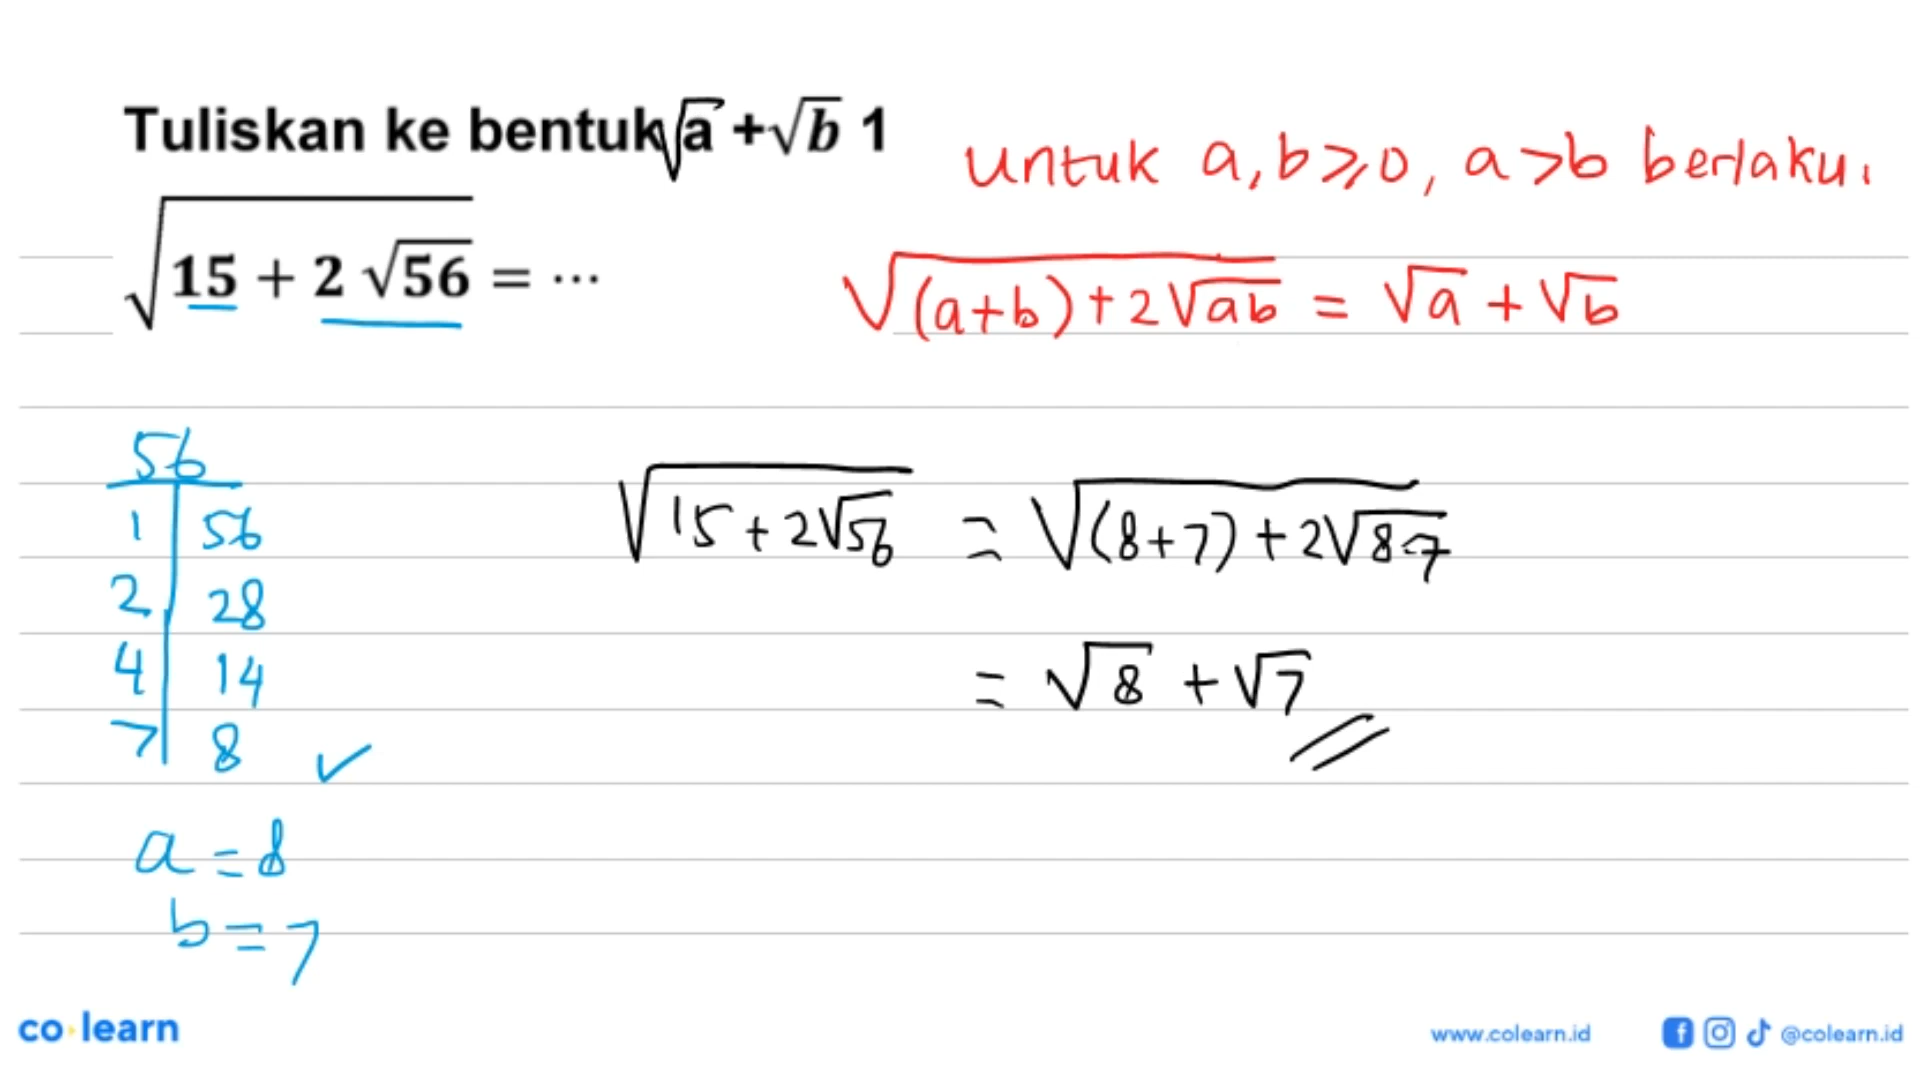 Tuliskan ke bentuk √a + √b 1
√(15 + 2 √56) = ...
untuk a, b ≥ 0, a > b berlaku.
√((a+b) + 2√ab) = √a + √b
56
1 | 56
2 | 28
4 | 14
7 | 8 ✓
a = 8
b = 7
√(15 + 2√56) = √((8+7) + 2√8·7)
= √8 + √7
co learn
www.colearn.id
@colearn.id